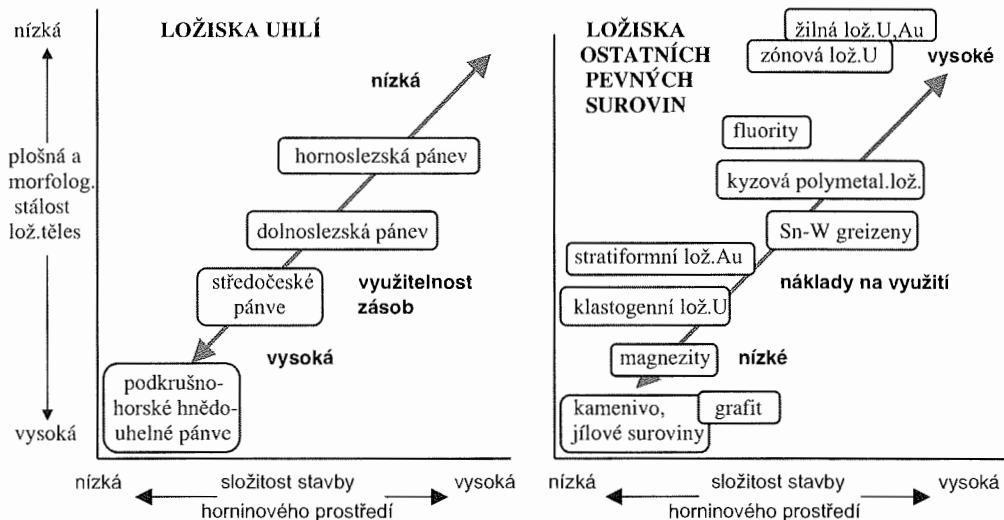 nízká
plošná a
morfolog.
stálost
lož.těles
vysoká
LOŽISKA UHLÍ
nízká
hornoslezská pánev
dolnoslezská pánev
středočeské
pánve
využitelnost
zásob
vysoká
podkrušno-
horské hnědo-
uhelné pánve
nízká
složitost stavby
horninového prostředí
vysoká
LOŽISKA
OSTATNÍCH
PEVNÝCH
SUROVIN
žilná lož.U,Au
zónová lož.U
vysoké
fluority
kyzová polymetal.lož.
Sn-W greizeny
stratiformní lož.Au
náklady na využití
klastogenní lož.U
magnezity
nízké
kamenivo,
jílové suroviny
grafit
nízká
složitost stavby
horninového prostředí
vysoká